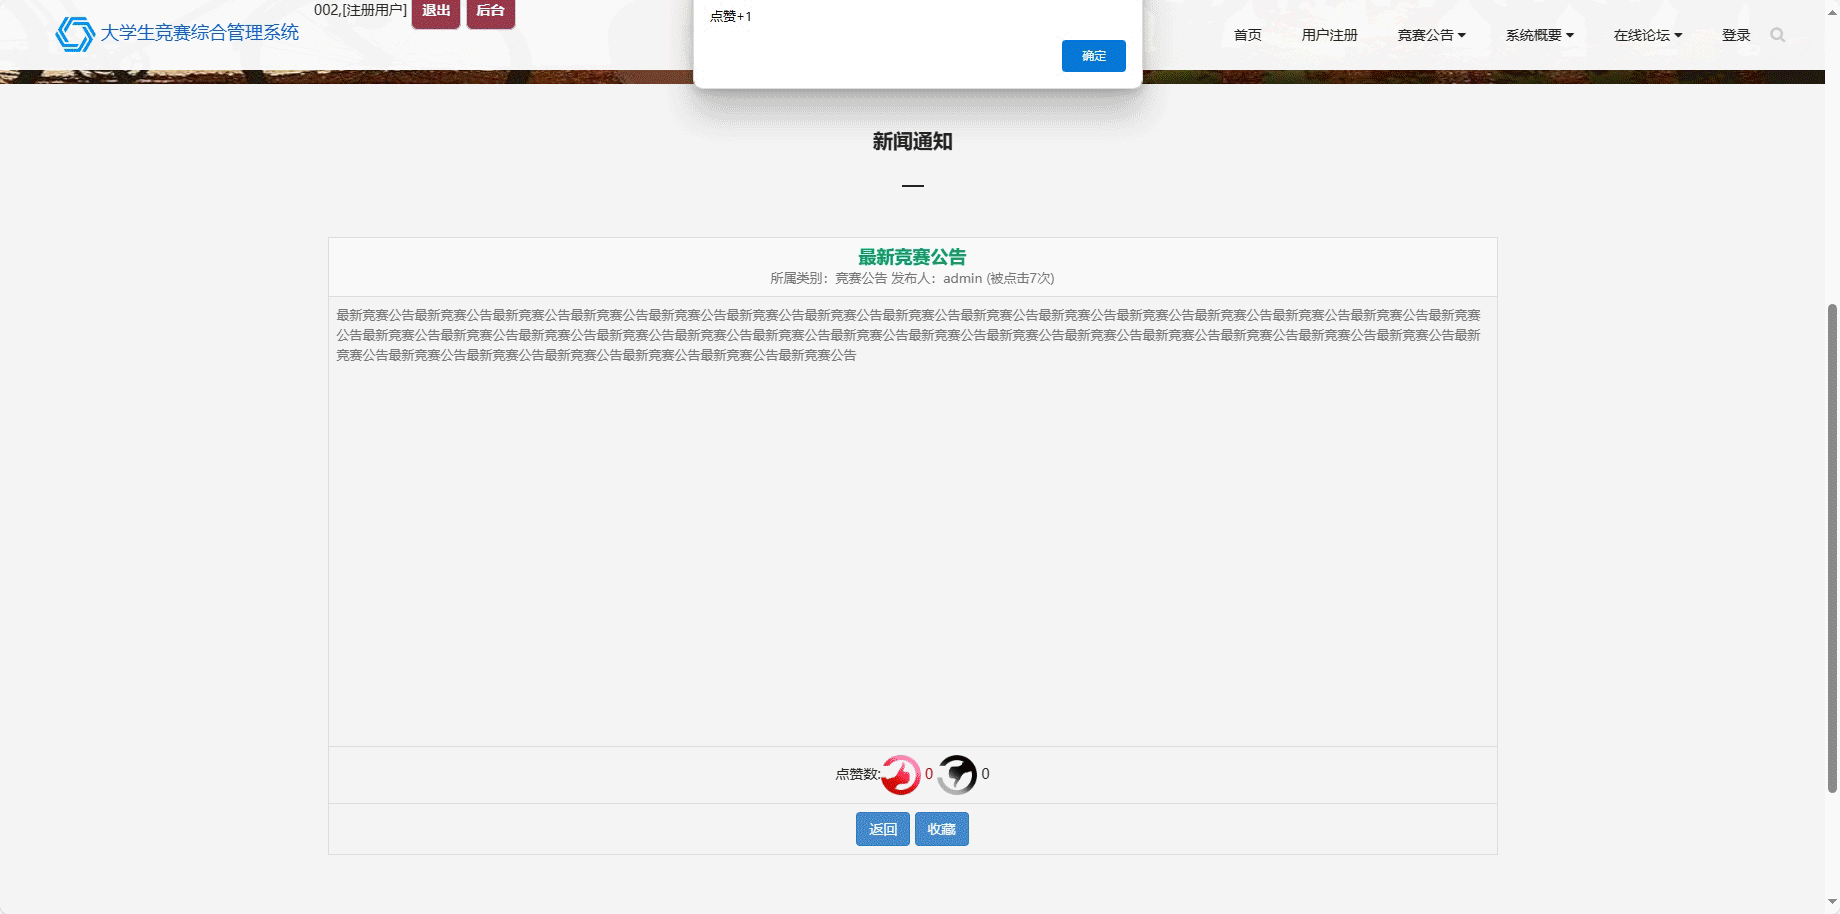 002,[注册用户] 退出 后台
大学生竞赛综合管理系统
点赞+1
确定
首页 用户注册 竞赛公告 系统概要 在线论坛 登录
新闻通知
最新竞赛公告
所属类别：竞赛公告 发布人：admin (被点击7次)
最新竞赛公告最新竞赛公告最新竞赛公告最新竞赛公告最新竞赛公告最新竞赛公告最新竞赛公告最新竞赛公告最新竞赛公告最新竞赛公告最新竞赛公告最新竞赛公告最新竞赛公告最新竞赛公告最新竞赛
公告最新竞赛公告最新竞赛公告最新竞赛公告最新竞赛公告最新竞赛公告最新竞赛公告最新竞赛公告最新竞赛公告最新竞赛公告最新竞赛公告最新竞赛公告最新竞赛公告最新竞赛公告最新竞赛公告最新
竞赛公告最新竞赛公告最新竞赛公告最新竞赛公告最新竞赛公告最新竞赛公告最新竞赛公告
点赞数: 0 0
返回 收藏